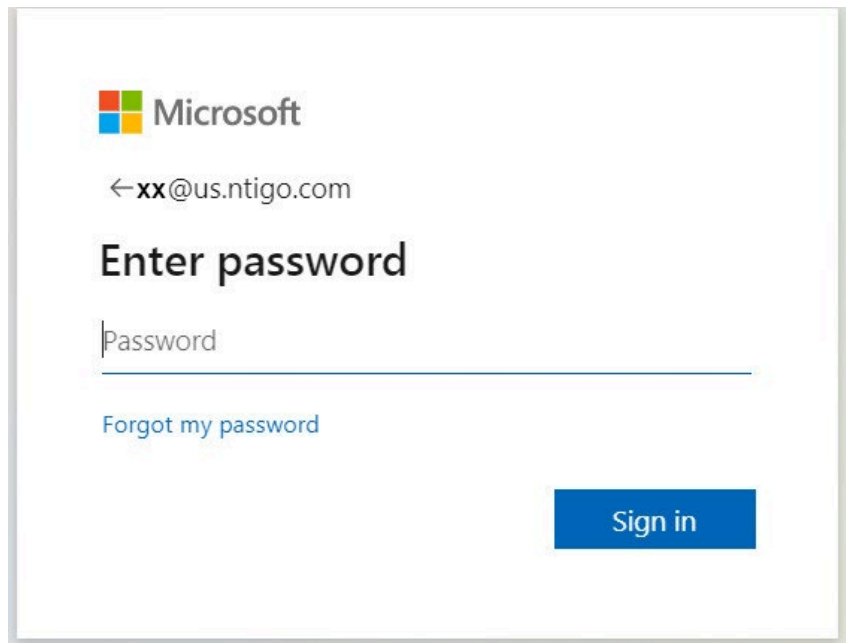 Microsoft
←xx@us.ntigo.com
Enter password
Password
Forgot my password
Sign in